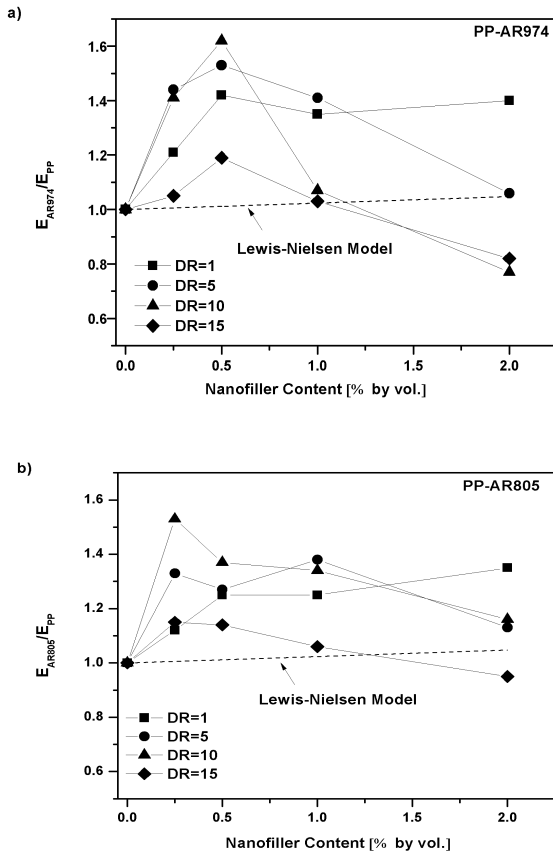 a)
PP-AR974
1.6
1.4
1.2
1.0
0.8
0.6
E_AR974/E_PP
Lewis-Nielsen Model
DR=1
DR=5
DR=10
DR=15
0.0 0.5 1.0 1.5 2.0
Nanofiller Content [% by vol.]
b)
PP-AR805
1.6
1.4
1.2
1.0
0.8
0.6
E_AR805/E_PP
Lewis-Nielsen Model
DR=1
DR=5
DR=10
DR=15
0.0 0.5 1.0 1.5 2.0
Nanofiller Content [% by vol.]